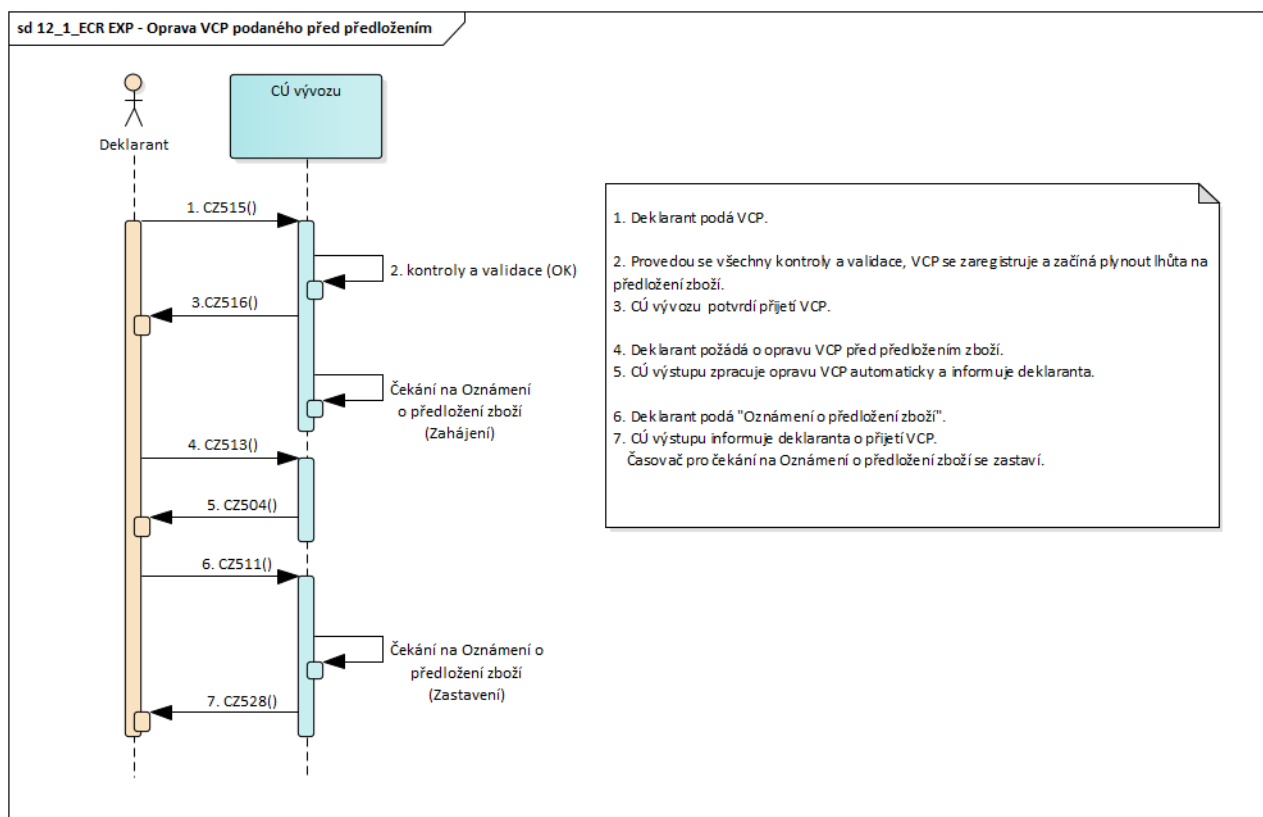 sd 12_1_ECR EXP - Oprava VCP podaného před předložením
CÚ vývozu
Deklarant
1. CZ515()
2. kontroly a validace (OK)
3.CZ516()
Čekání na Oznámení
o předložení zboží
(Zahájení)
4. CZ513()
5. CZ504()
6. CZ511()
Čekání na Oznámení o
předložení zboží
(Zastavení)
7. CZ528()
1. Deklarant podá VCP.
2. Provedou se všechny kontroly a validace, VCP se zaregistruje a začíná plynout lhůta na
předložení zboží.
3. CÚ vývozu potvrdí přijetí VCP.
4. Deklarant požádá o opravu VCP před předložením zboží.
5. CÚ výstupu zpracuje opravu VCP automaticky a informuje deklaranta.
6. Deklarant podá "Oznámení o předložení zboží".
7. CÚ výstupu informuje deklaranta o přijetí VCP.
Časovač pro čekání na Oznámení o předložení zboží se zastaví.